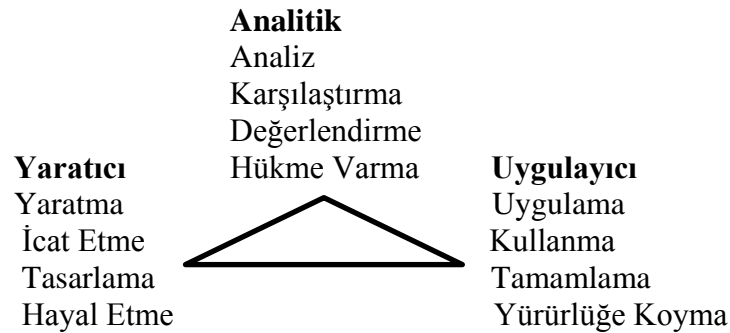 Analitik
Analiz
Karşılaştırma
Değerlendirme
Hükme Varma
Yaratıcı
Yaratma
İcat Etme
Tasarlama
Hayal Etme
Uygulayıcı
Uygulama
Kullanma
Tamamlama
Yürürlüğe Koyma